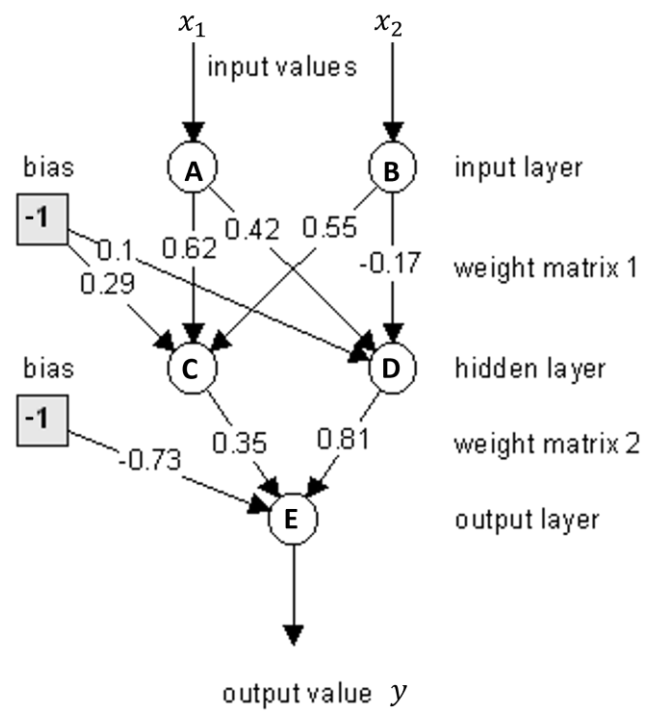 x₁ x₂
input values
bias A B input layer
-1
0.1 0.62 0.42 0.55 -0.17 weight matrix 1
0.29
bias C D hidden layer
-1
-0.73 0.35 0.81 weight matrix 2
E output layer
output value y